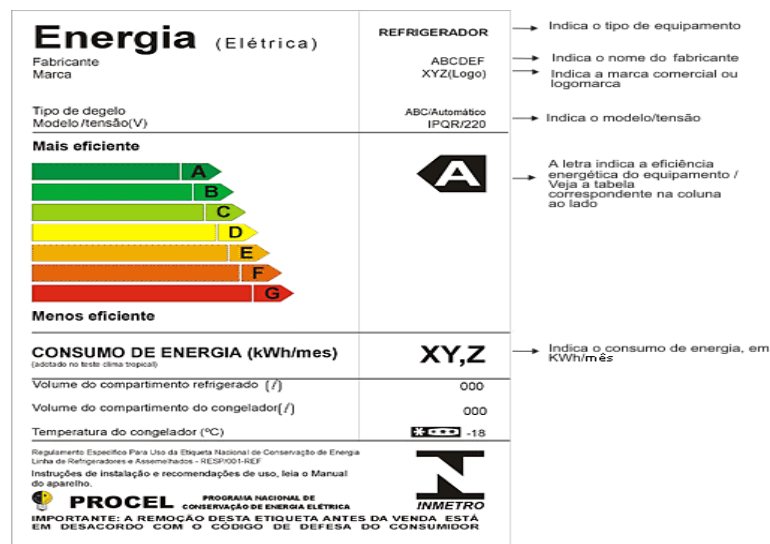 Energia (Elétrica)
REFRIGERADOR
Indica o tipo de equipamento
Fabricante
ABCDEF
Indica o nome do fabricante
Marca
XYZ(Logo)
Indica a marca comercial ou
logomarca
Tipo de degelo
ABC/Automático
Modelo/tensão(V)
IPQR/220
Indica o modelo/tensão
Mais eficiente
A
B
C
D
E
F
G
A
A letra indica a eficiência
energética do equipamento /
Veja a tabela
correspondente na coluna
ao lado
Menos eficiente
CONSUMO DE ENERGIA (kWh/mes)
(adotado no teste clima tropical)
XY,Z
Indica o consumo de energia, em
KWh/mês
Volume do compartimento refrigerado (ℓ)
000
Volume do compartimento do congelador(ℓ)
000
Temperatura do congelador (ºC)
-18
Regulamento Específico Para Uso da Etiqueta Nacional de Conservação de Energia
Linha de Refrigeradores e Assemelhados - RESP/001-REF
Instruções de instalação e recomendações de uso, leia o Manual
do aparelho.
PROCEL
PROGRAMA NACIONAL DE
CONSERVAÇÃO DE ENERGIA ELÉTRICA
INMETRO
IMPORTANTE: A REMOÇÃO DESTA ETIQUETA ANTES DA VENDA ESTÁ
EM DESACORDO COM O CÓDIGO DE DEFESA DO CONSUMIDOR